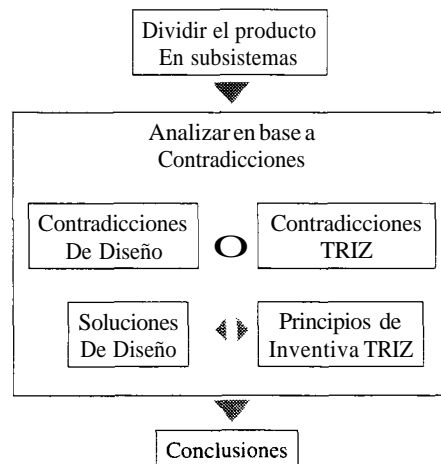 Dividir el producto
En subsistemas
Analizar en base a
Contradicciones
Contradicciones
De Diseño
O
Contradicciones
TRIZ
Soluciones
De Diseño
Principios de
Inventiva TRIZ
Conclusiones